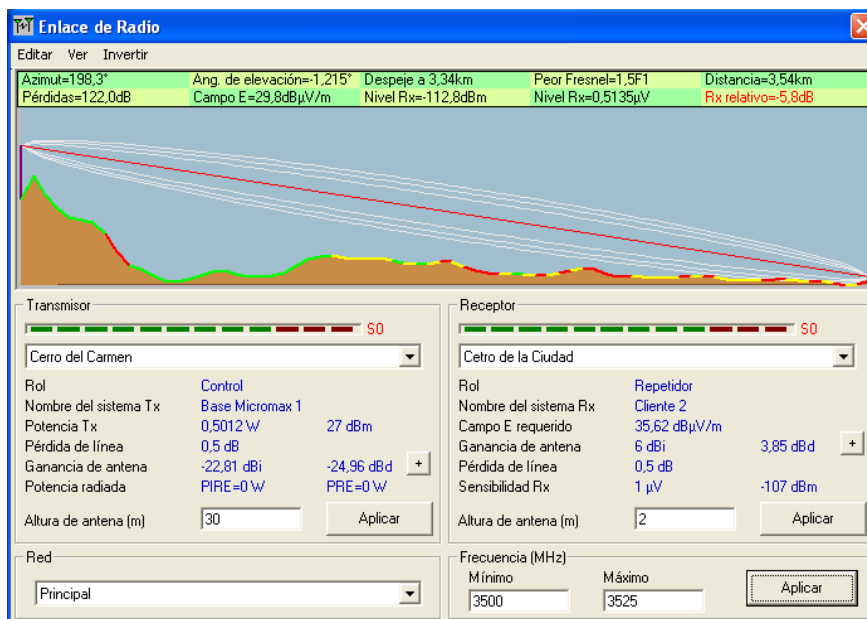 Enlace de Radio
Editar Ver Invertir
Azimut=198,3° Ang. de elevación=-1,215° Despeje a 3,34km Peor Fresnel=1,5F1 Distancia=3,54km
Pérdidas=122,0dB Campo E=29,8dBµV/m Nivel Rx=-112,8dBm Nivel Rx=0,5135µV Rx relativo=-5,8dB
Transmisor
S0
Cerro del Carmen
Rol Control
Nombre del sistema Tx Base Micromax 1
Potencia Tx 0,5012 W 27 dBm
Pérdida de línea 0,5 dB
Ganancia de antena -22,81 dBi -24,96 dBd +
Potencia radiada PIRE=0 W PRE=0 W
Altura de antena (m) 30 Aplicar
Receptor
S0
Cetro de la Ciudad
Rol Repetidor
Nombre del sistema Rx Cliente 2
Campo E requerido 35,62 dBµV/m
Ganancia de antena 6 dBi 3,85 dBd +
Pérdida de línea 0,5 dB
Sensibilidad Rx 1 µV -107 dBm
Altura de antena (m) 2 Aplicar
Red
Principal
Frecuencia (MHz)
Mínimo Máximo
3500 3525 Aplicar